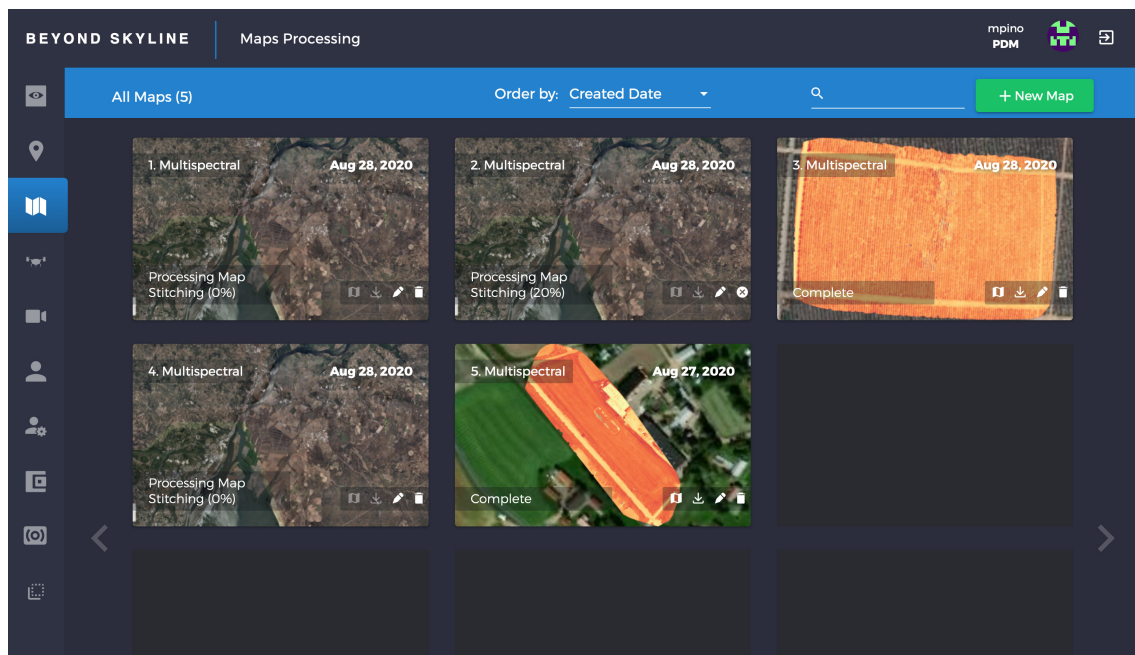 BEYOND SKYLINE
Maps Processing
mpino
PDM
All Maps (5)
Order by: Created Date
+ New Map
1. Multispectral
Aug 28, 2020
Processing Map
Stitching (0%)
2. Multispectral
Aug 28, 2020
Processing Map
Stitching (20%)
3. Multispectral
Aug 28, 2020
Complete
4. Multispectral
Aug 28, 2020
Processing Map
Stitching (0%)
5. Multispectral
Aug 27, 2020
Complete